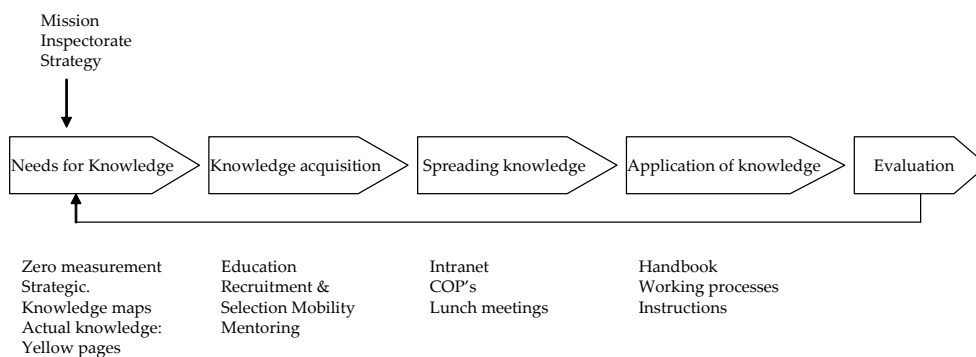 Mission
Inspectorate
Strategy
Needs for Knowledge
Knowledge acquisition
Spreading knowledge
Application of knowledge
Evaluation
Zero measurement
Strategic.
Knowledge maps
Actual knowledge:
Yellow pages
Education
Recruitment &
Selection Mobility
Mentoring
Intranet
COP's
Lunch meetings
Handbook
Working processes
Instructions